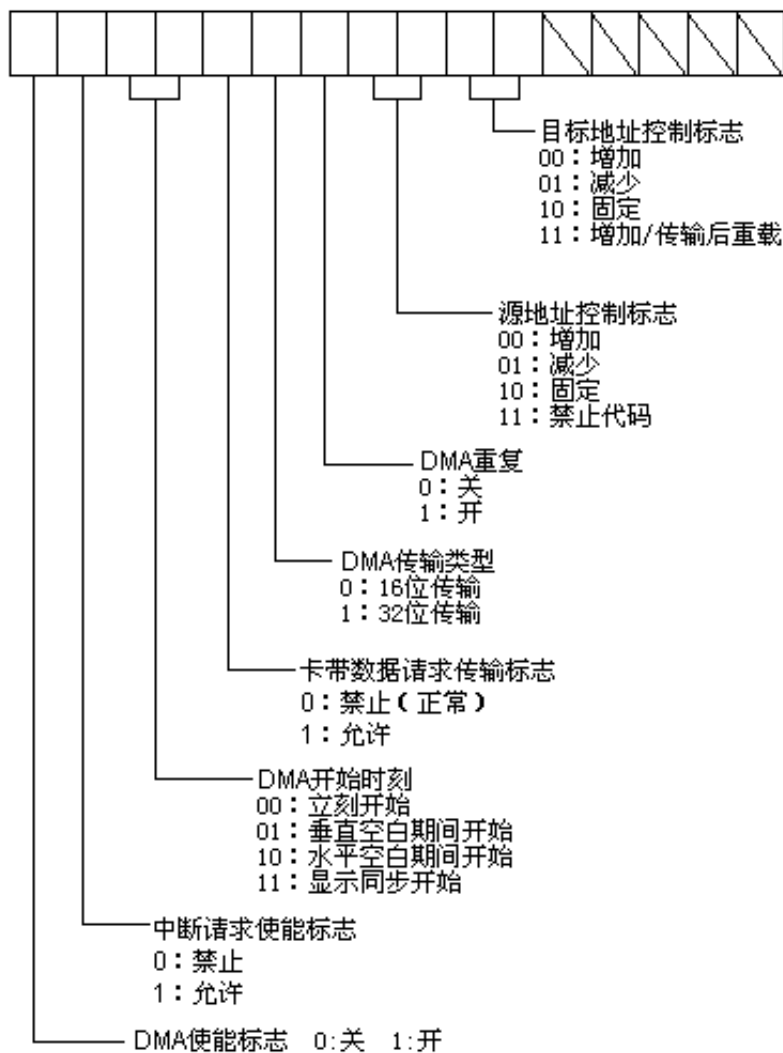 目标地址控制标志
00：增加
01：减少
10：固定
11：增加/传输后重载
源地址控制标志
00：增加
01：减少
10：固定
11：禁止代码
DMA重复
0：关
1：开
DMA传输类型
0：16位传输
1：32位传输
卡带数据请求传输标志
0：禁止（正常）
1：允许
DMA开始时刻
00：立刻开始
01：垂直空白期间开始
10：水平空白期间开始
11：显示同步开始
中断请求使能标志
0：禁止
1：允许
DMA使能标志 0:关 1:开